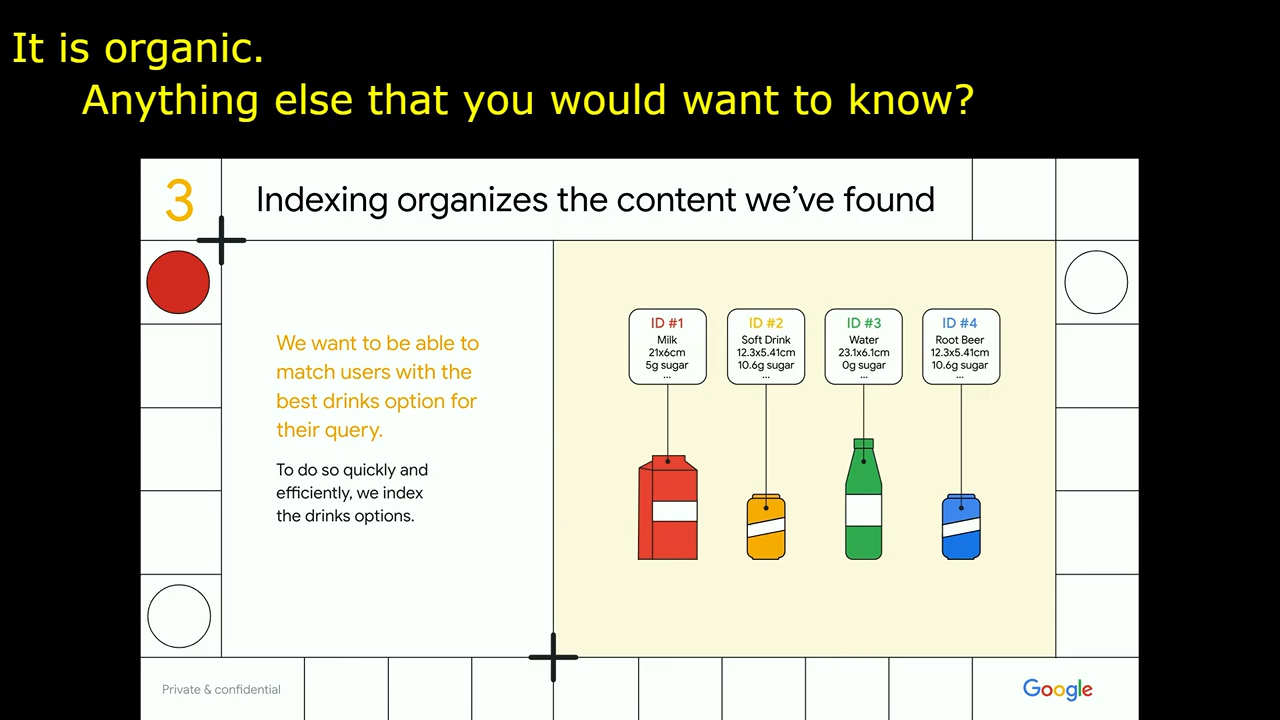 It is organic.
Anything else that you would want to know?
3
Indexing organizes the content we’ve found
We want to be able to
match users with the
best drinks option for
their query.
To do so quickly and
efficiently, we index
the drinks options.
ID #1
Milk
21x6cm
5g sugar
...
ID #2
Soft Drink
12.3x5.41cm
10.6g sugar
...
ID #3
Water
23.1x6.1cm
0g sugar
...
ID #4
Root Beer
12.3x5.41cm
10.6g sugar
...
Private & confidential
Google